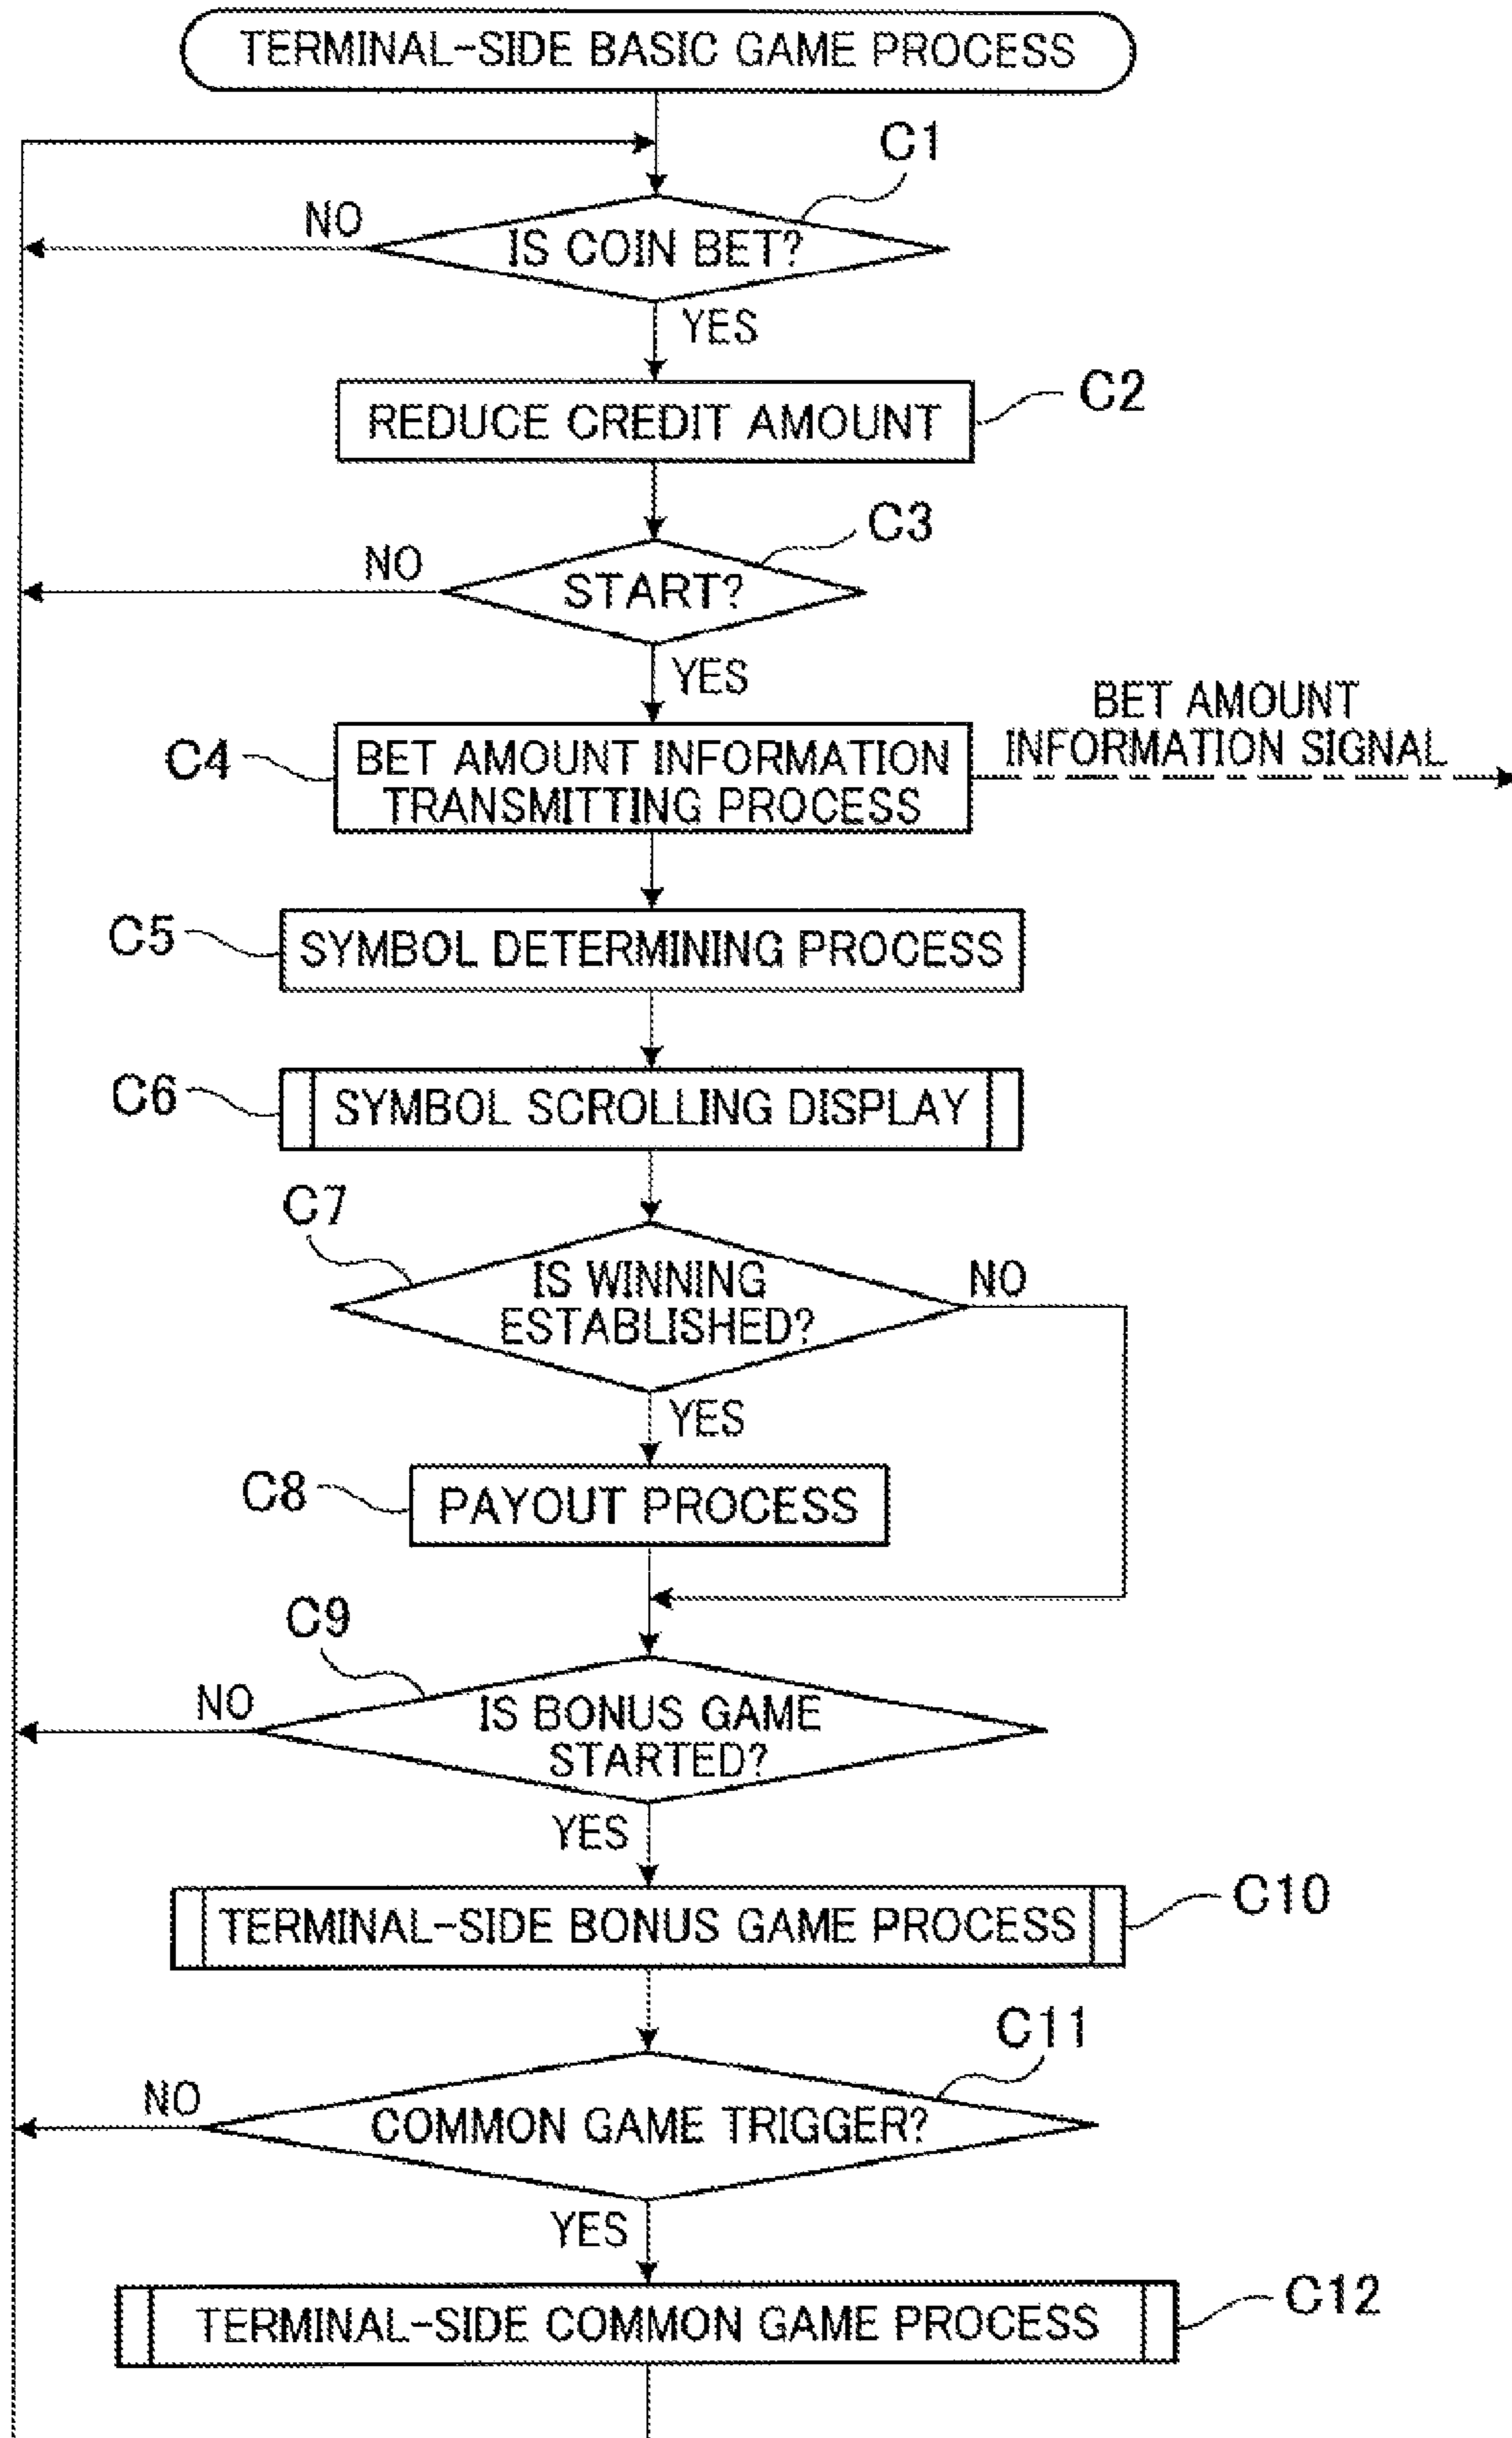 TERMINAL-SIDE BASIC GAME PROCESS
C1
NO
IS COIN BET?
YES
C2
REDUCE CREDIT AMOUNT
C3
NO
START?
YES
BET AMOUNT
INFORMATION SIGNAL
C4
BET AMOUNT INFORMATION
TRANSMITTING PROCESS
C5
SYMBOL DETERMINING PROCESS
C6
SYMBOL SCROLLING DISPLAY
C7
IS WINNING
ESTABLISHED?
NO
YES
C8
PAYOUT PROCESS
C9
NO
IS BONUS GAME
STARTED?
YES
C10
TERMINAL-SIDE BONUS GAME PROCESS
C11
NO
COMMON GAME TRIGGER?
YES
C12
TERMINAL-SIDE COMMON GAME PROCESS